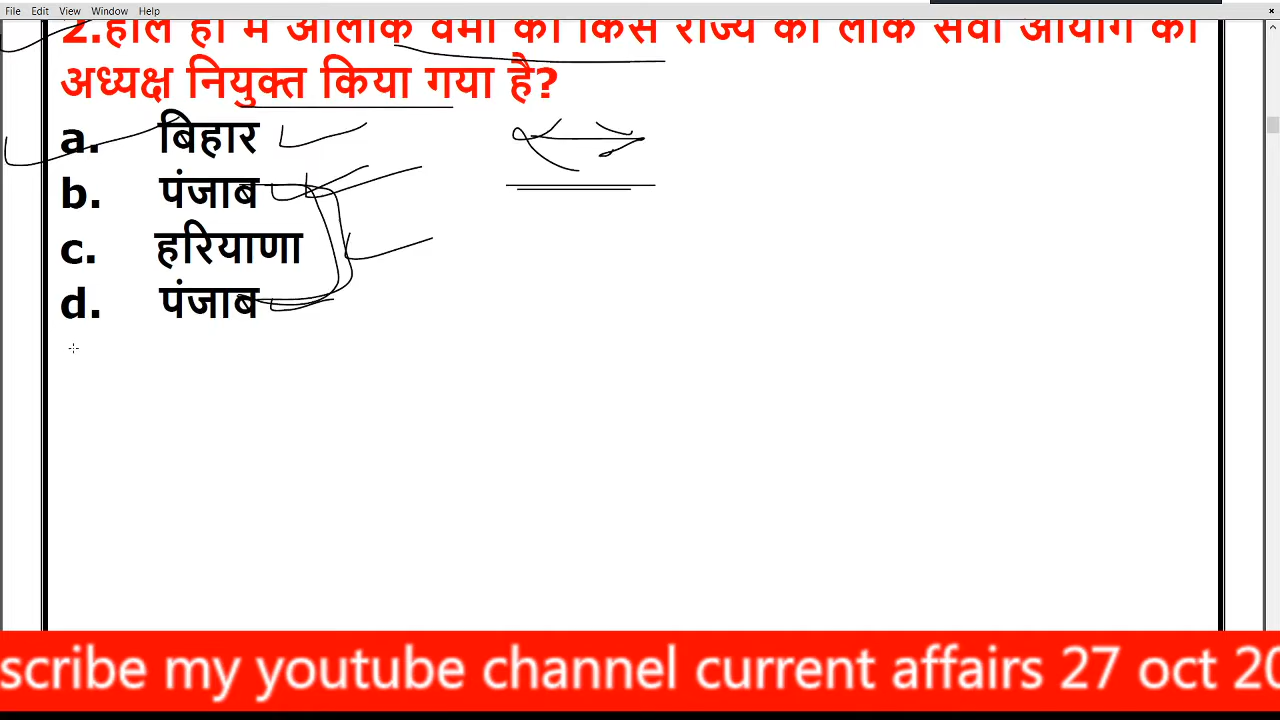 File Edit View Window Help
2.हाल ही में आलोक वर्मा को किस राज्य का लोक सेवा आयोग का
अध्यक्ष नियुक्त किया गया है?
a. बिहार
b. पंजाब
c. हरियाणा
d. पंजाब
scribe my youtube channel current affairs 27 oct 20